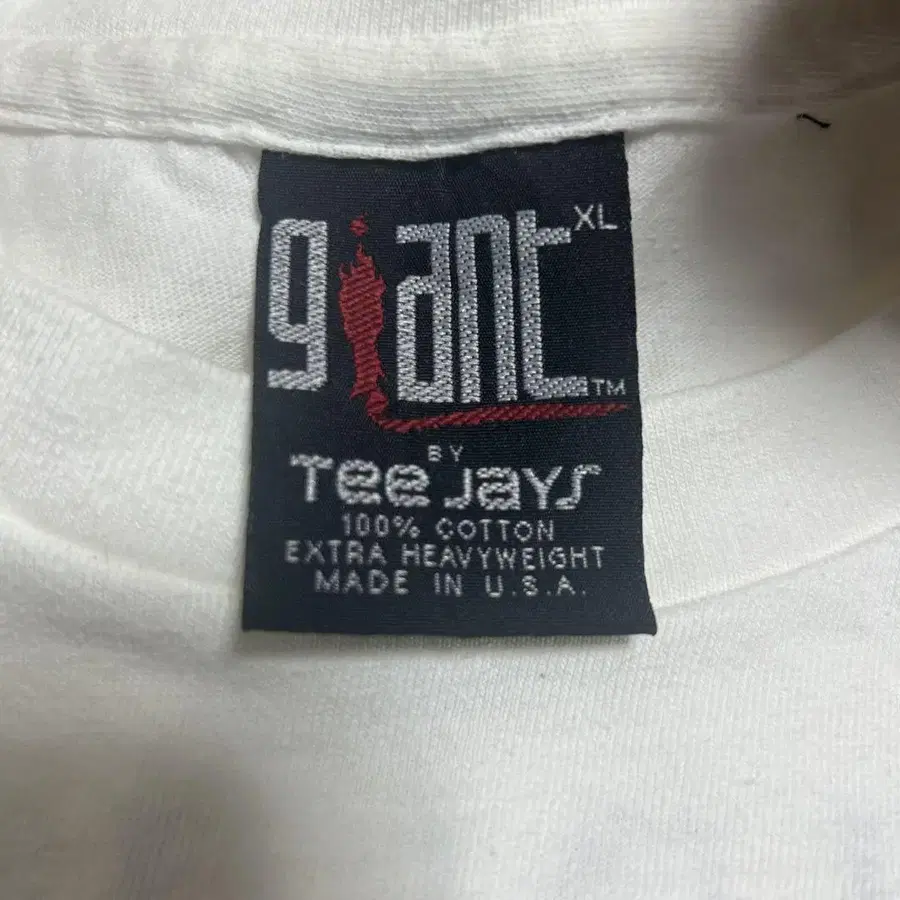 giant XL
TM
BY
Tee Jays
100% COTTON
EXTRA HEAVYWEIGHT
MADE IN U.S.A.